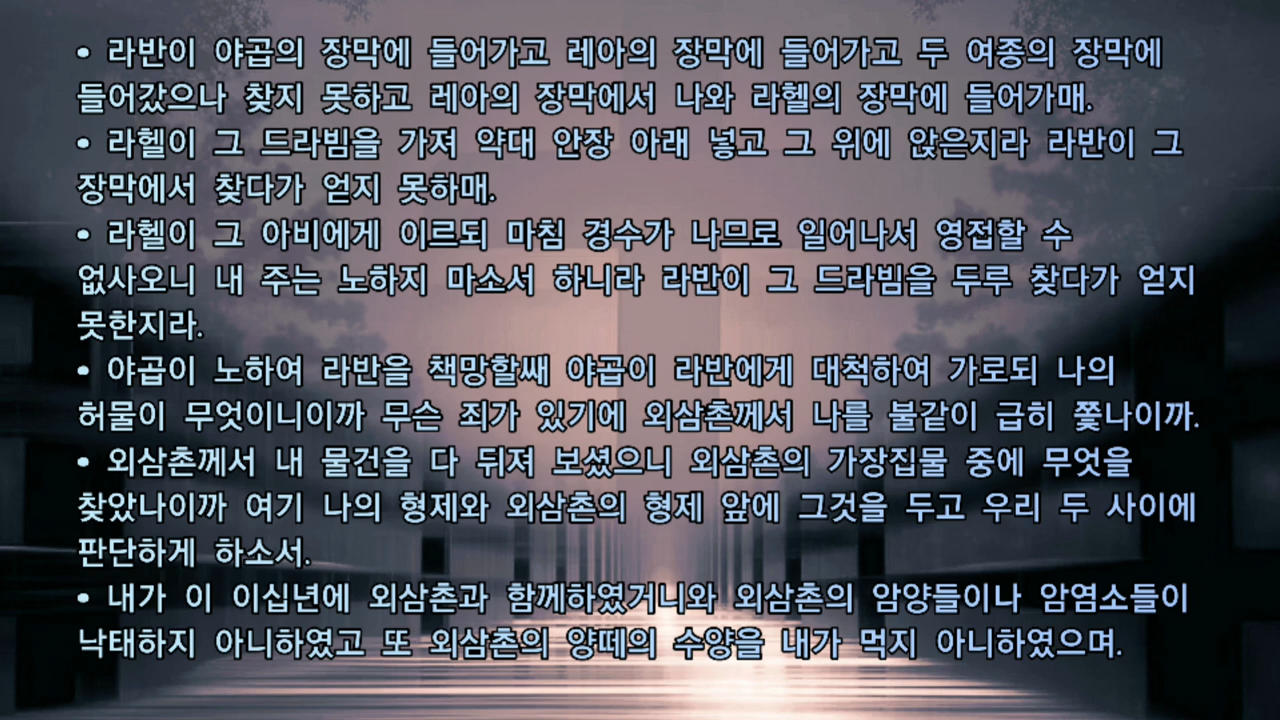 • 라반이 야곱의 장막에 들어가고 레아의 장막에 들어가고 두 여종의 장막에
들어갔으나 찾지 못하고 레아의 장막에서 나와 라헬의 장막에 들어가매.
• 라헬이 그 드라빔을 가져 약대 안장 아래 넣고 그 위에 앉은지라 라반이 그
장막에서 찾다가 얻지 못하매.
• 라헬이 그 아비에게 이르되 마침 경수가 나므로 일어나서 영접할 수
없사오니 내 주는 노하지 마소서 하니라 라반이 그 드라빔을 두루 찾다가 얻지
못한지라.
• 야곱이 노하여 라반을 책망할쌔 야곱이 라반에게 대척하여 가로되 나의
허물이 무엇이니이까 무슨 죄가 있기에 외삼촌께서 나를 불같이 급히 쫓나이까.
• 외삼촌께서 내 물건을 다 뒤져 보셨으니 외삼촌의 가장집물 중에 무엇을
찾았나이까 여기 나의 형제와 외삼촌의 형제 앞에 그것을 두고 우리 두 사이에
판단하게 하소서.
• 내가 이 이십년에 외삼촌과 함께하였거니와 외삼촌의 암양들이나 암염소들이
낙태하지 아니하였고 또 외삼촌의 양떼의 수양을 내가 먹지 아니하였으며.